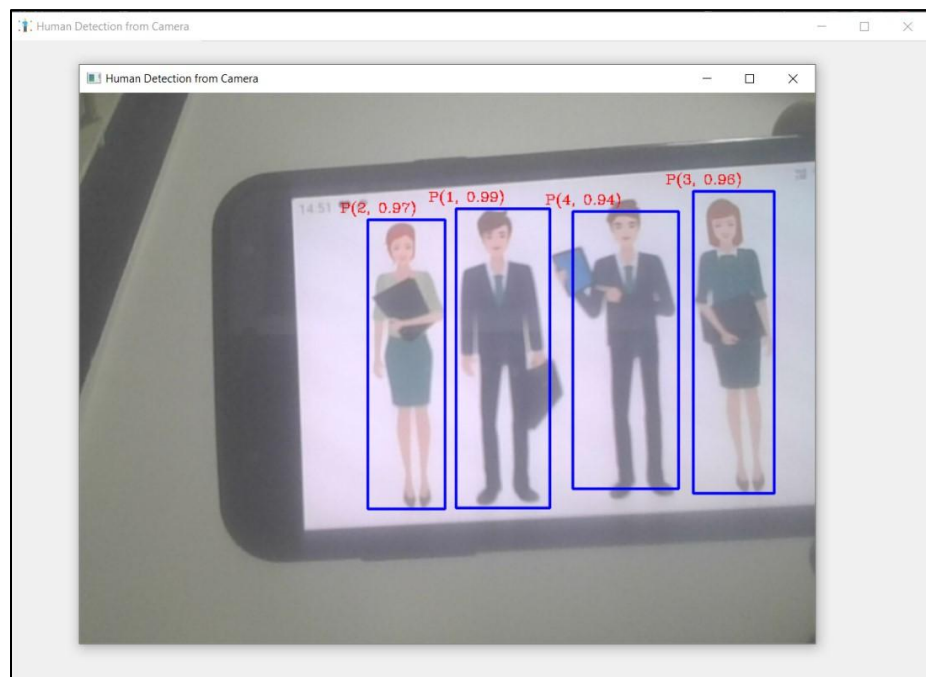 Human Detection from Camera
Human Detection from Camera
14.51
P(2, 0.97)
P(1, 0.99)
P(4, 0.94)
P(3, 0.96)